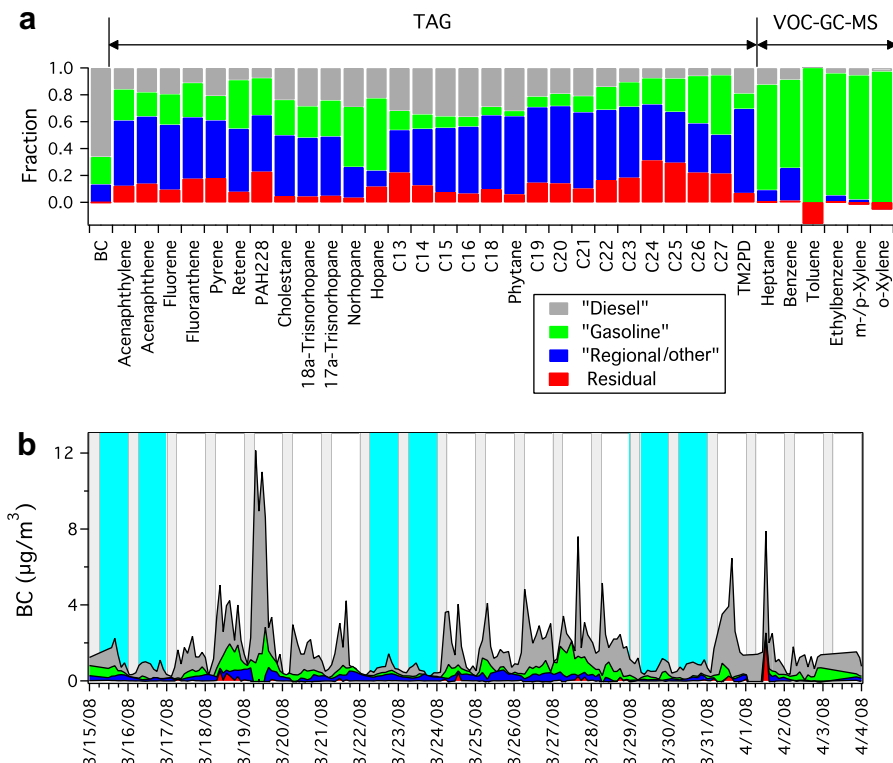 a
TAG
VOC-GC-MS
Fraction
1.0
0.8
0.6
0.4
0.2
0.0
BC
Acenaphthylene
Acenaphthene
Fluorene
Fluoranthene
Pyrene
Retene
PAH228
Cholestane
18a-Trisnorhopane
17a-Trisnorhopane
Norhopane
Hopane
C13
C14
C15
C16
C18
Phytane
C19
C20
C21
C22
C23
C24
C25
C26
C27
TM2PD
Heptane
Benzene
Toluene
Ethylbenzene
m-/p-Xylene
o-Xylene
"Diesel"
"Gasoline"
"Regional/other"
Residual
b
BC (µg/m³)
12
8
4
0
3/15/08
3/16/08
3/17/08
3/18/08
3/19/08
3/20/08
3/21/08
3/22/08
3/23/08
3/24/08
3/25/08
3/26/08
3/27/08
3/28/08
3/29/08
3/30/08
3/31/08
4/1/08
4/2/08
4/3/08
4/4/08